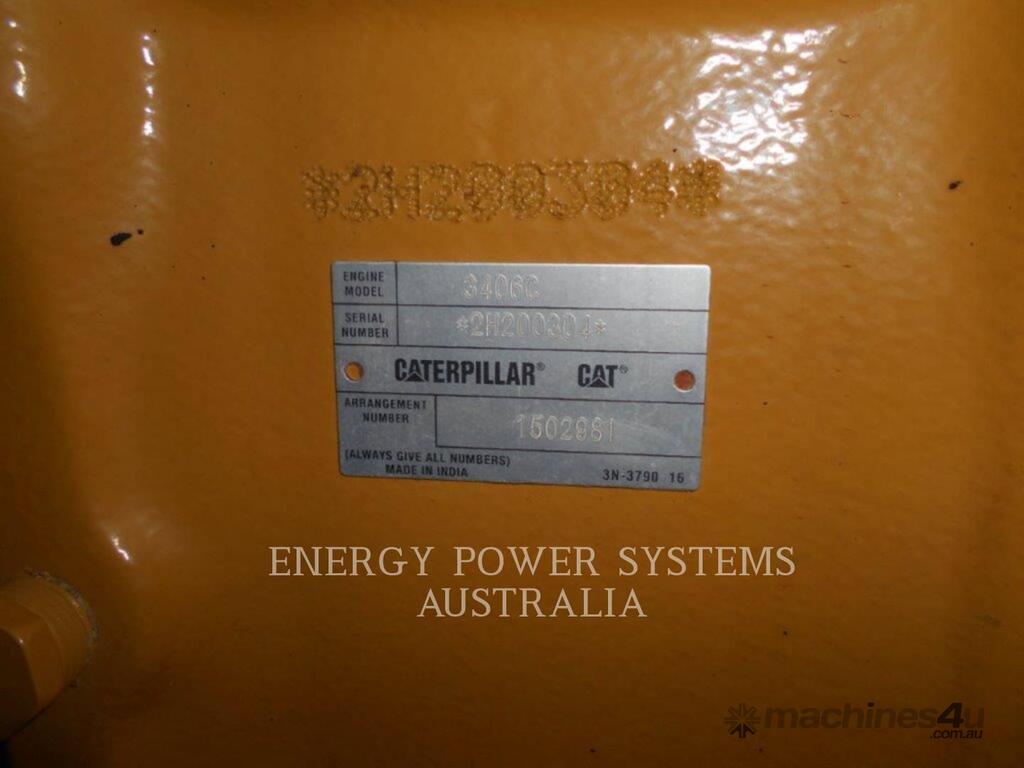 *2H200304*
ENGINE MODEL 3406C
SERIAL NUMBER *2H200304*
CATERPILLAR® CAT®
ARRANGEMENT NUMBER 1502981
(ALWAYS GIVE ALL NUMBERS)
MADE IN INDIA 3N-3790 16
ENERGY POWER SYSTEMS
AUSTRALIA
machines4u
.com.au